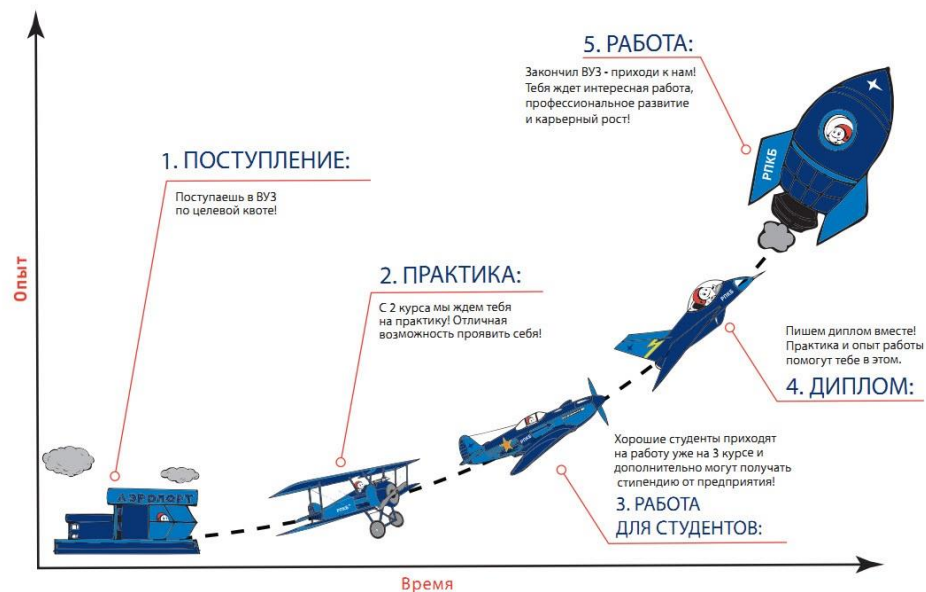 5. РАБОТА:
Закончил ВУЗ - приходи к нам!
Тебя ждет интересная работа,
профессиональное развитие
и карьерный рост!
РПКБ
1. ПОСТУПЛЕНИЕ:
Поступаешь в ВУЗ
по целевой квоте!
Опыт
2. ПРАКТИКА:
С 2 курса мы ждем тебя
на практику! Отличная
возможность проявить себя!
РПКБ
Пишем диплом вместе!
Практика и опыт работы
помогут тебе в этом.
4. ДИПЛОМ:
РПКБ
Хорошие студенты приходят
на работу уже на 3 курсе и
дополнительно могут получать
стипендию от предприятия!
3. РАБОТА
ДЛЯ СТУДЕНТОВ:
АЭРОПОРТ
РПКБ
Время